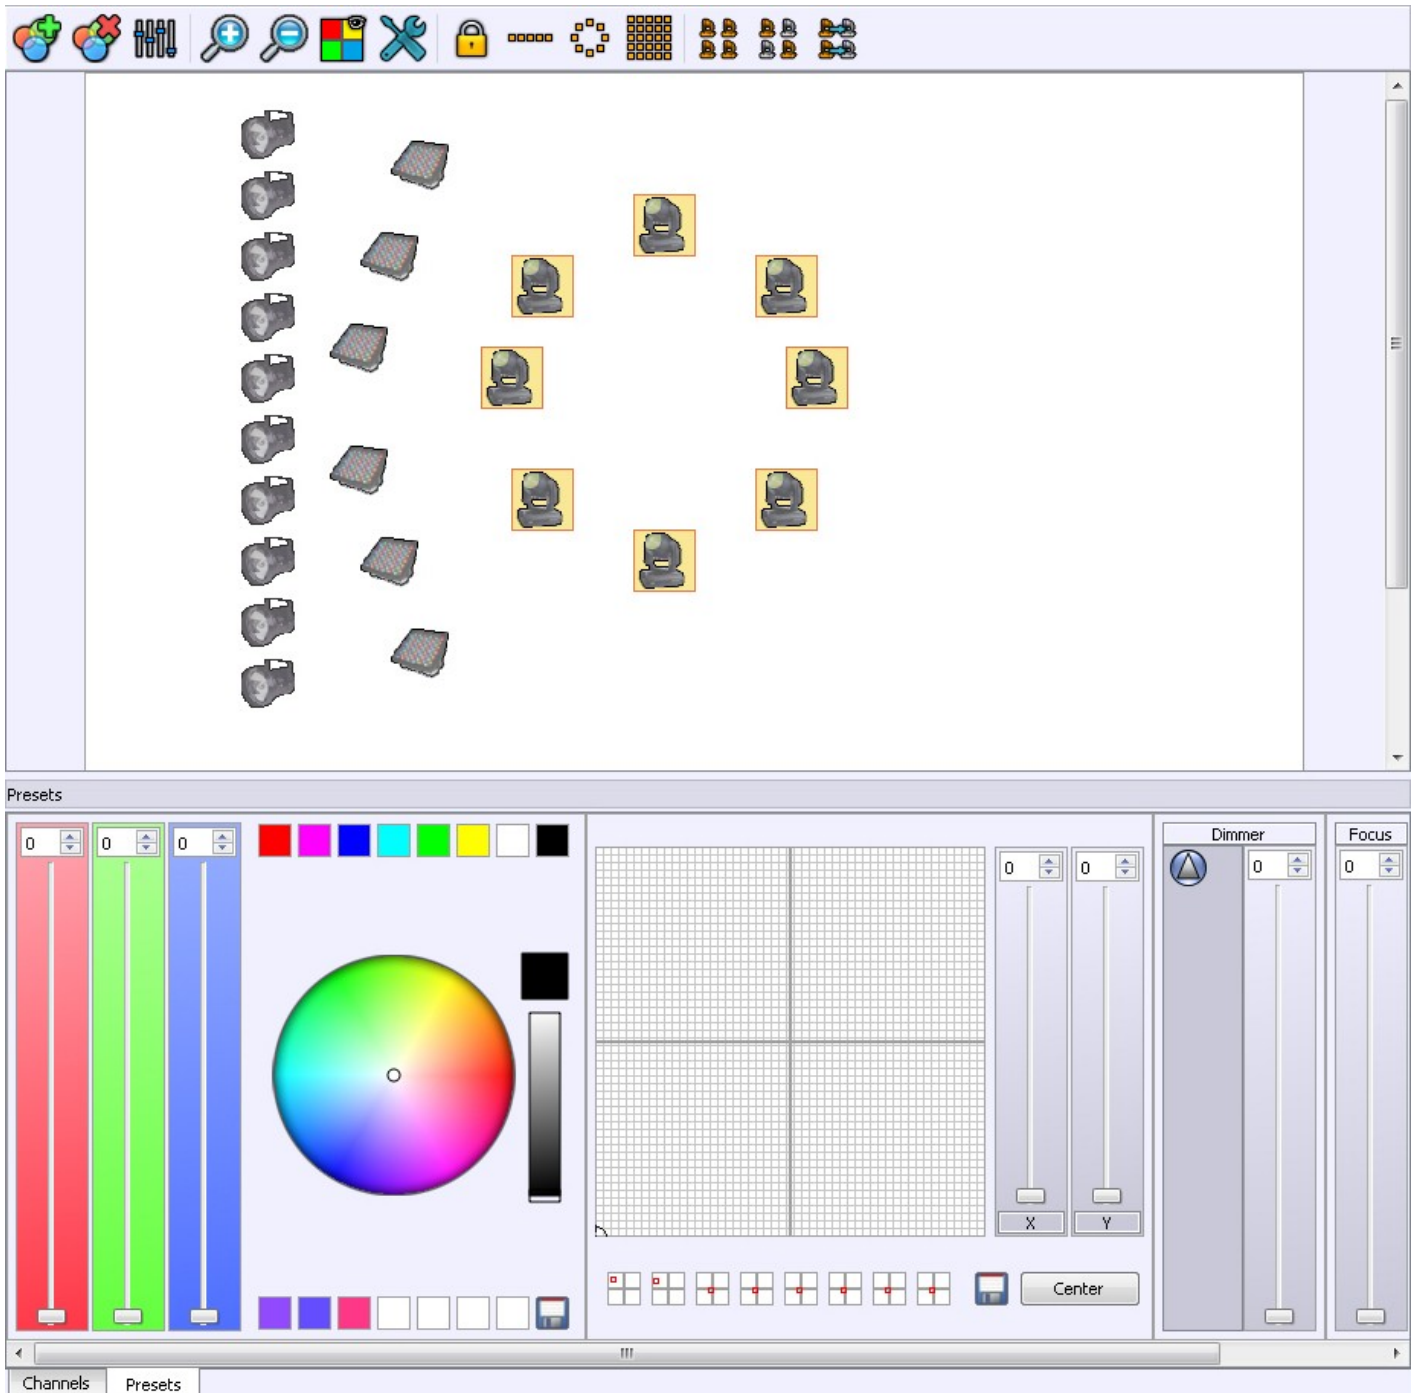 Presets
0 0 0
Dimmer Focus
0 0 0 0
X Y
Center
Channels Presets